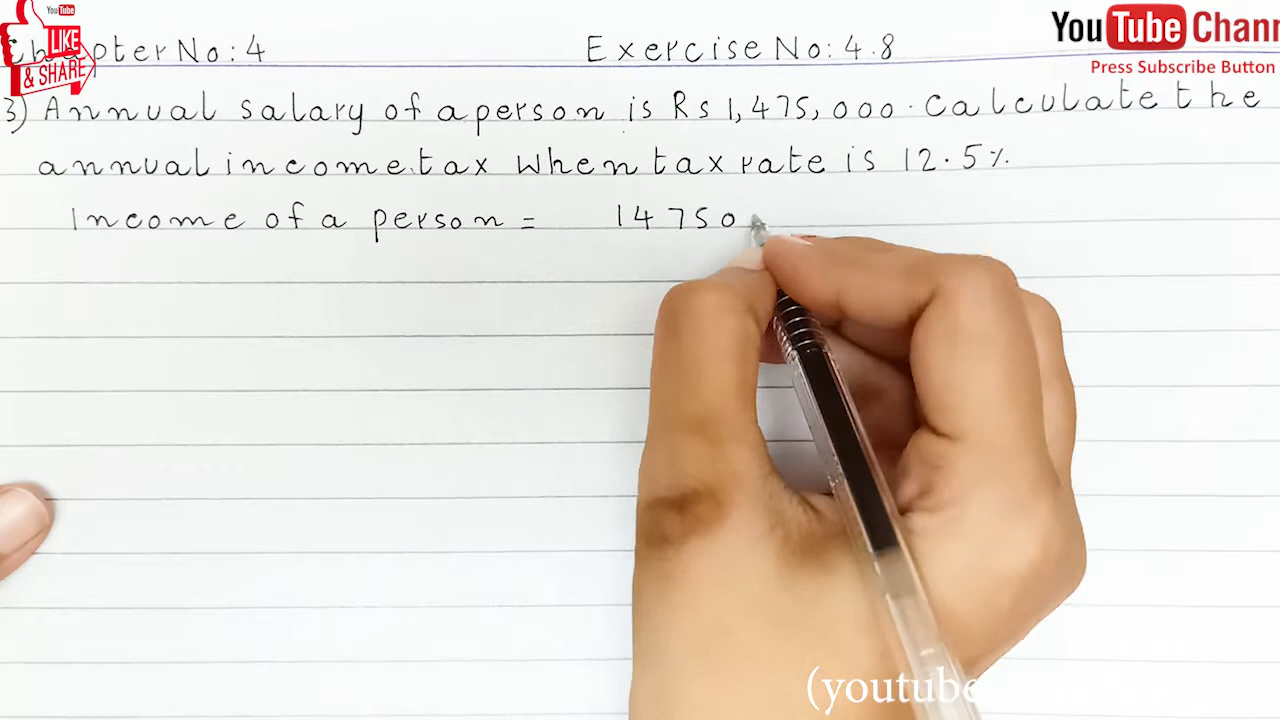 YouTube
LIKE
& SHARE
Chapter No: 4 Exercise No: 4.8
YouTube Chann
Press Subscribe Button
3) Annual salary of a person is Rs 1,475,000. Calculate the
annual income tax when tax rate is 12.5%.
Income of a person = 14750
(youtube